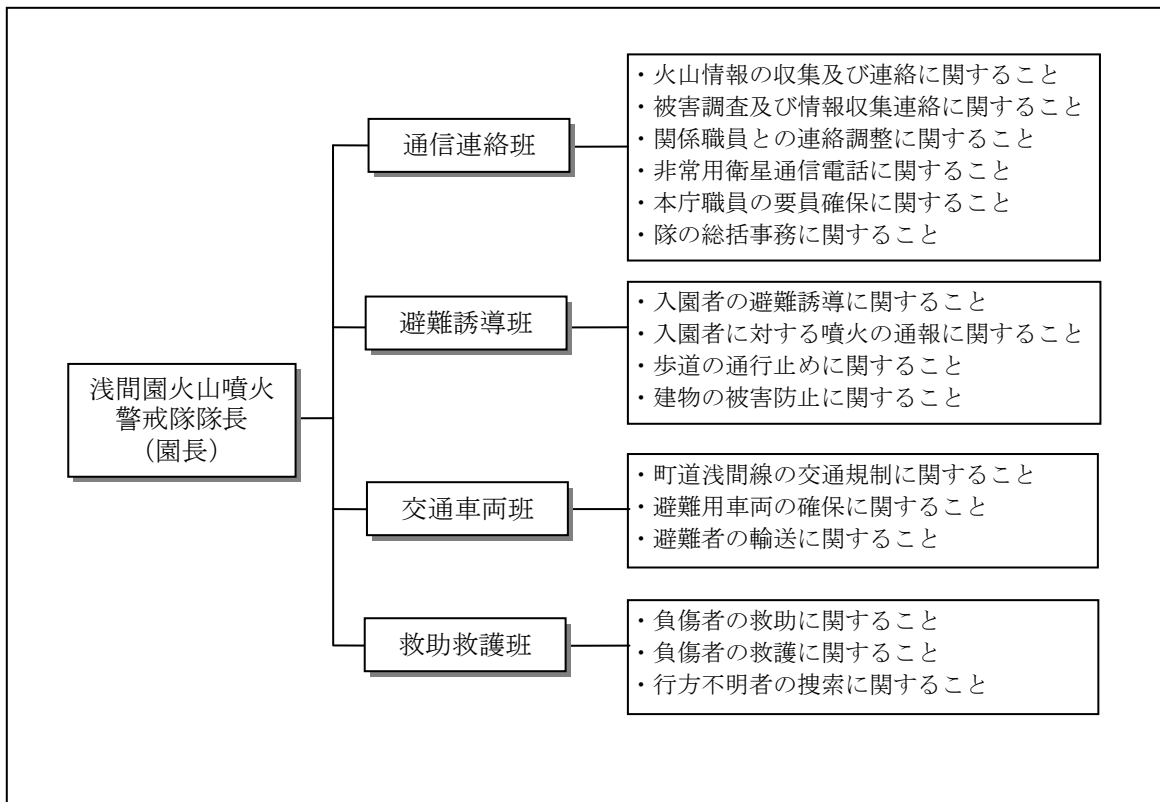 浅間園火山噴火
警戒隊隊長
（園長）
通信連絡班
・火山情報の収集及び連絡に関すること
・被害調査及び情報収集連絡に関すること
・関係職員との連絡調整に関すること
・非常用衛星通信電話に関すること
・本庁職員の要員確保に関すること
・隊の総括事務に関すること
避難誘導班
・入園者の避難誘導に関すること
・入園者に対する噴火の通報に関すること
・歩道の通行止めに関すること
・建物の被害防止に関すること
交通車両班
・町道浅間線の交通規制に関すること
・避難用車両の確保に関すること
・避難者の輸送に関すること
救助救護班
・負傷者の救助に関すること
・負傷者の救護に関すること
・行方不明者の捜索に関すること